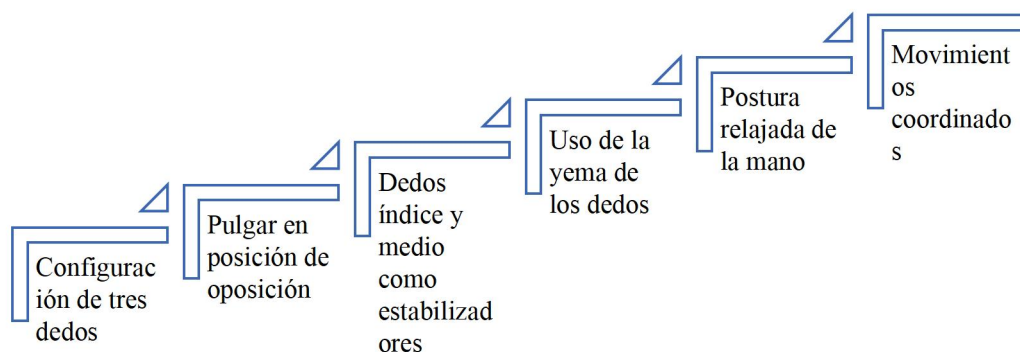 Configurac
ión de tres
dedos
Pulgar en
posición de
oposición
Dedos
índice y
medio
como
estabilizad
ores
Uso de la
yema de
los dedos
Postura
relajada de
la mano
Movimient
os
coordinado
s